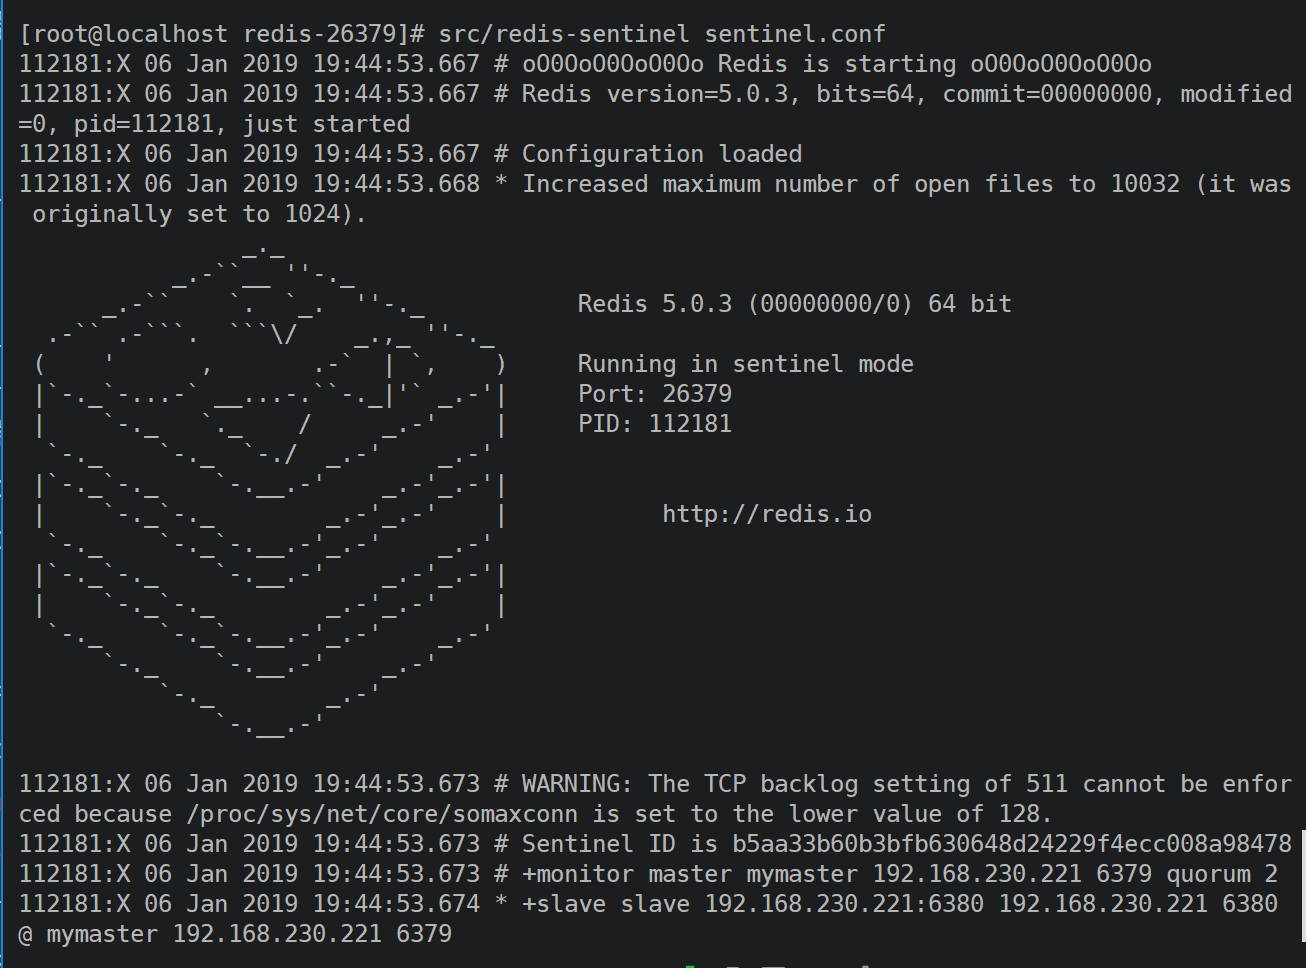 [root@localhost redis-26379]# src/redis-sentinel sentinel.conf
112181:X 06 Jan 2019 19:44:53.667 # oO0OoO0OoO0Oo Redis is starting oO0OoO0OoO0Oo
112181:X 06 Jan 2019 19:44:53.667 # Redis version=5.0.3, bits=64, commit=00000000, modified
=0, pid=112181, just started
112181:X 06 Jan 2019 19:44:53.667 # Configuration loaded
112181:X 06 Jan 2019 19:44:53.668 * Increased maximum number of open files to 10032 (it was
 originally set to 1024).
Redis 5.0.3 (00000000/0) 64 bit
Running in sentinel mode
Port: 26379
PID: 112181
http://redis.io
112181:X 06 Jan 2019 19:44:53.673 # WARNING: The TCP backlog setting of 511 cannot be enfor
ced because /proc/sys/net/core/somaxconn is set to the lower value of 128.
112181:X 06 Jan 2019 19:44:53.673 # Sentinel ID is b5aa33b60b3bfb630648d24229f4ecc008a98478
112181:X 06 Jan 2019 19:44:53.673 # +monitor master mymaster 192.168.230.221 6379 quorum 2
112181:X 06 Jan 2019 19:44:53.674 * +slave slave 192.168.230.221:6380 192.168.230.221 6380
@ mymaster 192.168.230.221 6379